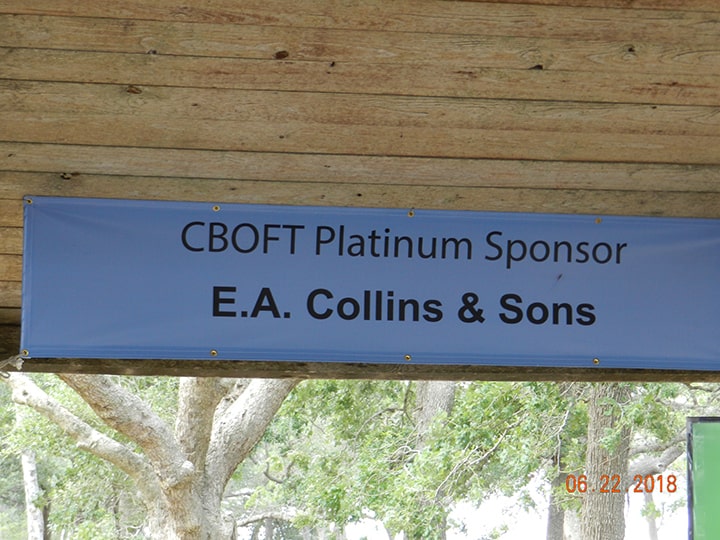 CBOFT Platinum Sponsor
E.A. Collins & Sons
06.22.2018